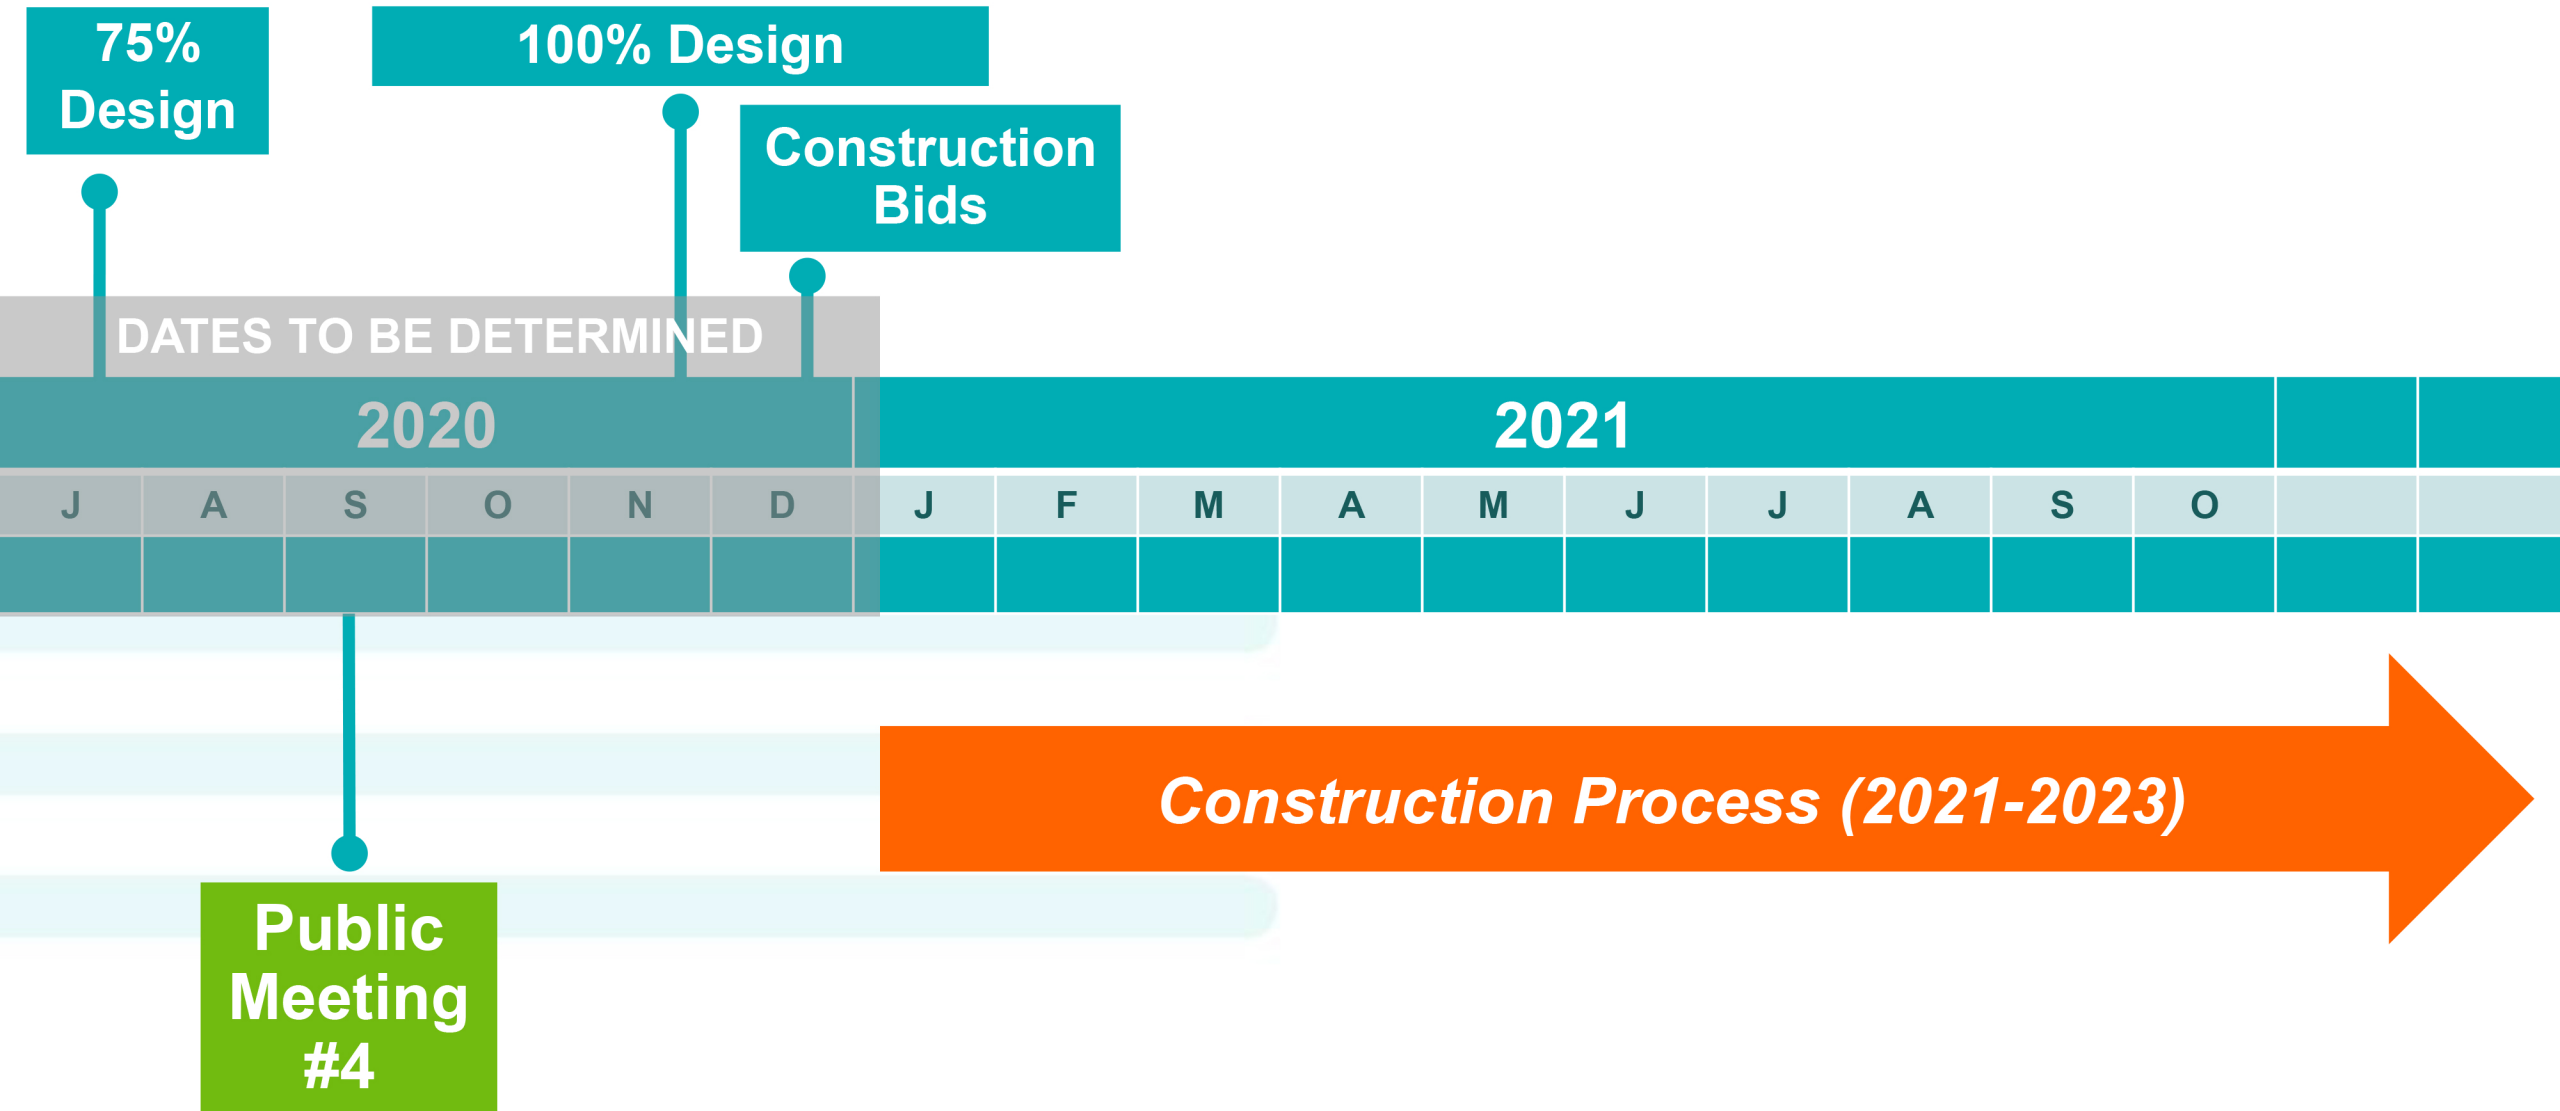 75%
Design
100% Design
Construction
Bids
DATES TO BE DETERMINED
2020 2021
J A S O N D J F M A M J J A S O
Construction Process (2021-2023)
Public
Meeting
#4